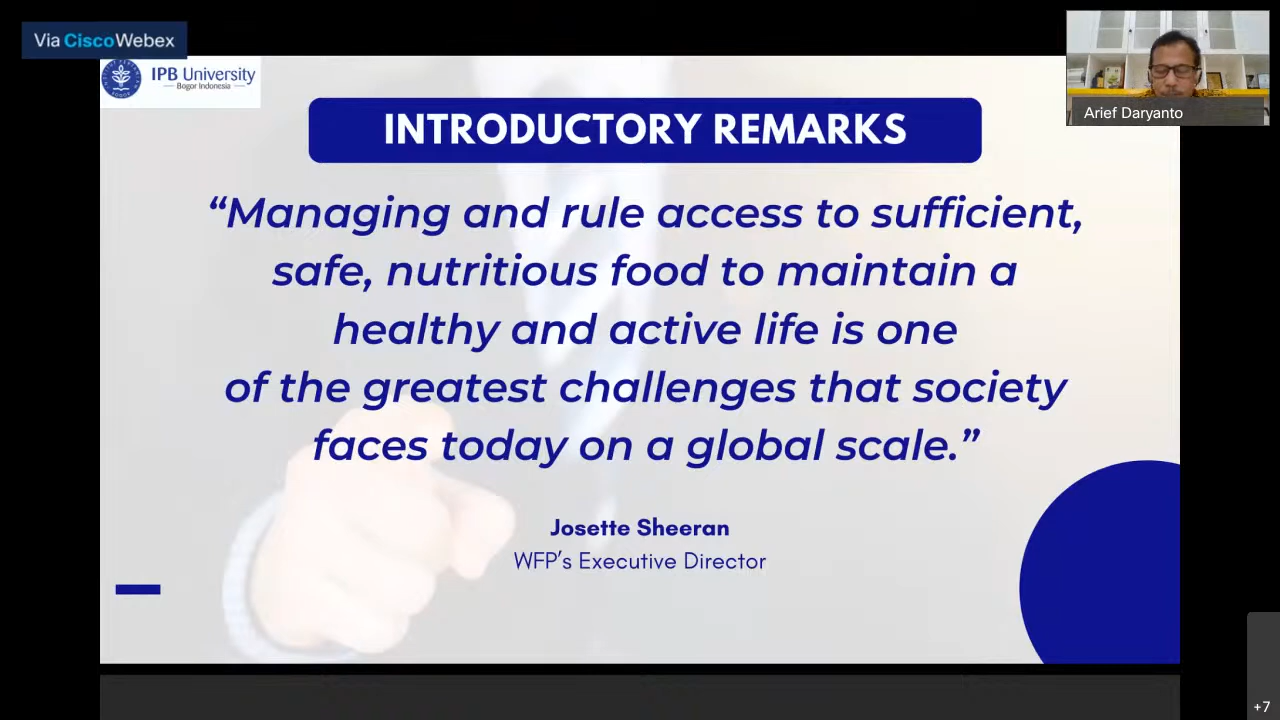 Via Cisco Webex
IPB University
Bogor Indonesia
Arief Daryanto
INTRODUCTORY REMARKS
“Managing and rule access to sufficient,
safe, nutritious food to maintain a
healthy and active life is one
of the greatest challenges that society
faces today on a global scale.”
Josette Sheeran
WFP’s Executive Director
+7